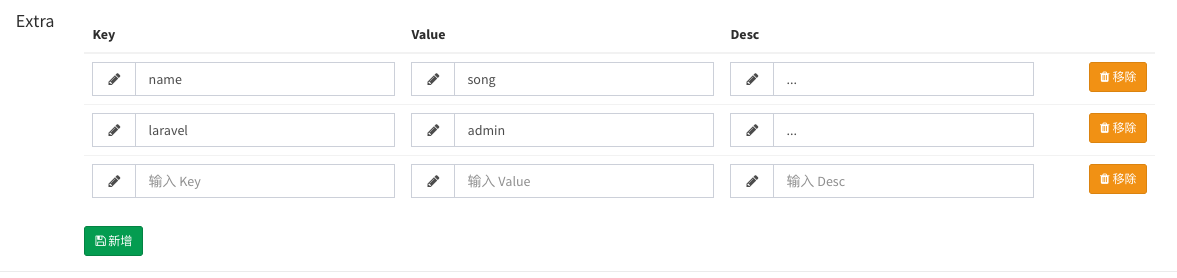 Extra
Key Value Desc
name song ... 移除
laravel admin ... 移除
输入 Key 输入 Value 输入 Desc 移除
新增